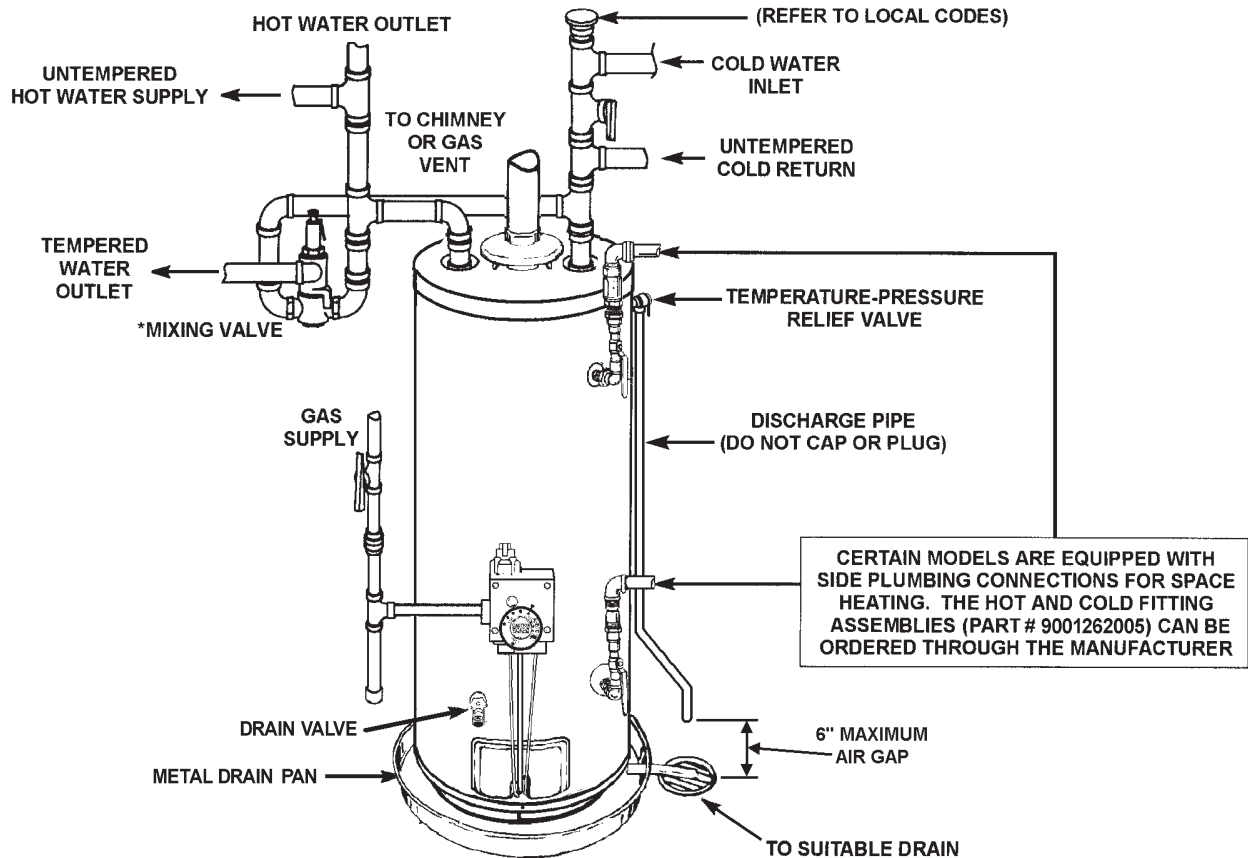 (REFER TO LOCAL CODES)
HOT WATER OUTLET
UNTEMPERED
HOT WATER SUPPLY
COLD WATER
INLET
TO CHIMNEY
OR GAS
VENT
UNTEMPERED
COLD RETURN
TEMPERED
WATER
OUTLET
*MIXING VALVE
TEMPERATURE-PRESSURE
RELIEF VALVE
GAS
SUPPLY
DISCHARGE PIPE
(DO NOT CAP OR PLUG)
CERTAIN MODELS ARE EQUIPPED WITH
SIDE PLUMBING CONNECTIONS FOR SPACE
HEATING. THE HOT AND COLD FITTING
ASSEMBLIES (PART # 9001262005) CAN BE
ORDERED THROUGH THE MANUFACTURER
DRAIN VALVE
6" MAXIMUM
AIR GAP
METAL DRAIN PAN
TO SUITABLE DRAIN